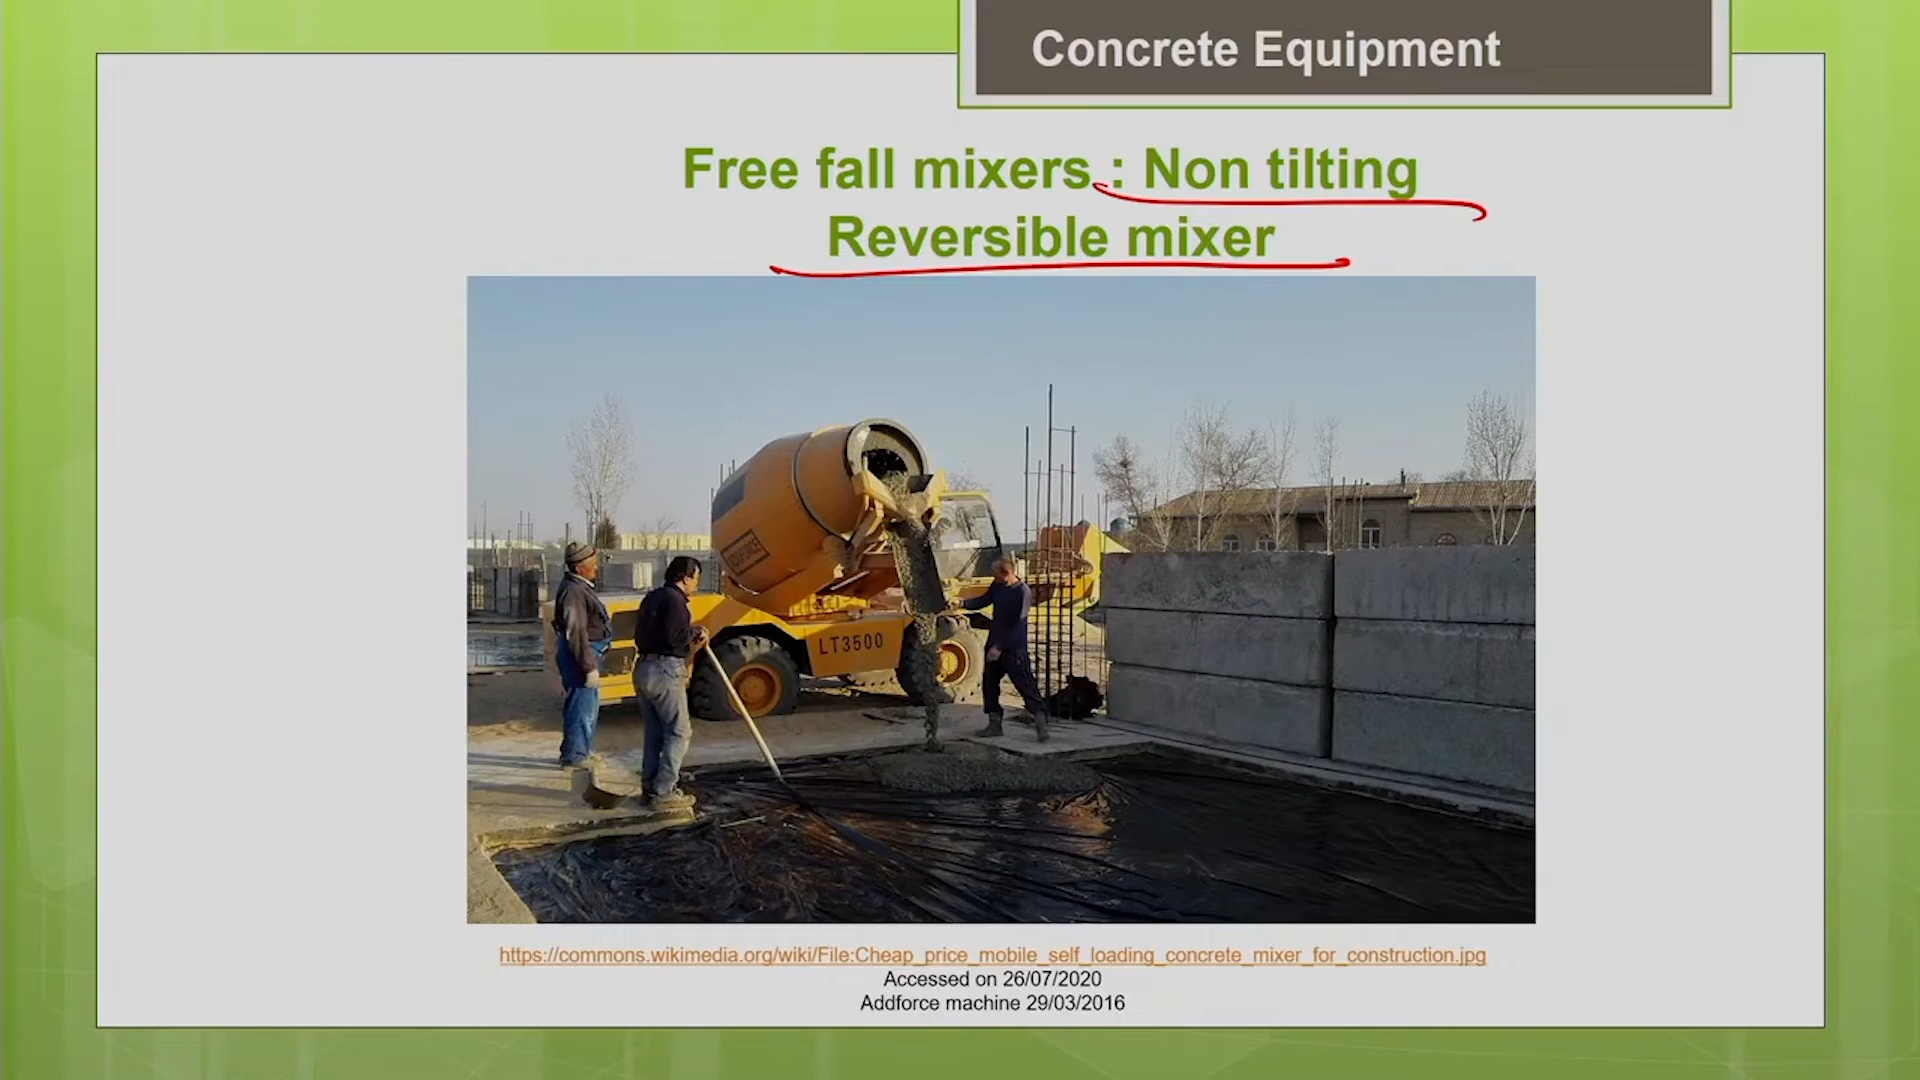 Concrete Equipment
Free fall mixers : Non tilting
Reversible mixer
LT3500
https://commons.wikimedia.org/wiki/File:Cheap_price_mobile_self_loading_concrete_mixer_for_construction.jpg
Accessed on 26/07/2020
Addforce machine 29/03/2016